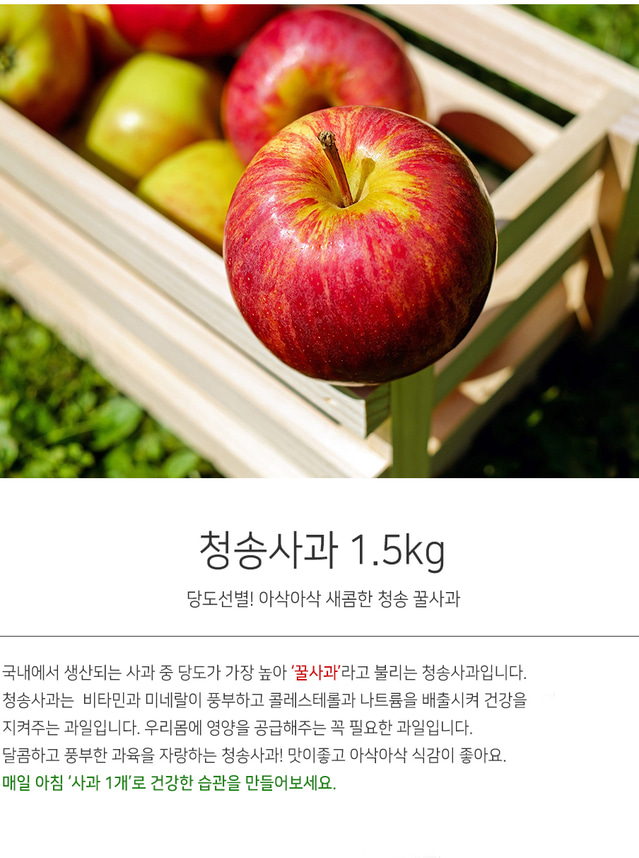 청송사과 1.5kg
당도선별! 아삭아삭 새콤한 청송 꿀사과
국내에서 생산되는 사과 중 당도가 가장 높아 '꿀사과'라고 불리는 청송사과입니다.
청송사과는 비타민과 미네랄이 풍부하고 콜레스테롤과 나트륨을 배출시켜 건강을
지켜주는 과일입니다. 우리몸에 영양을 공급해주는 꼭 필요한 과일입니다.
달콤하고 풍부한 과육을 자랑하는 청송사과! 맛이좋고 아삭아삭 식감이 좋아요.
매일 아침 '사과 1개'로 건강한 습관을 만들어보세요.